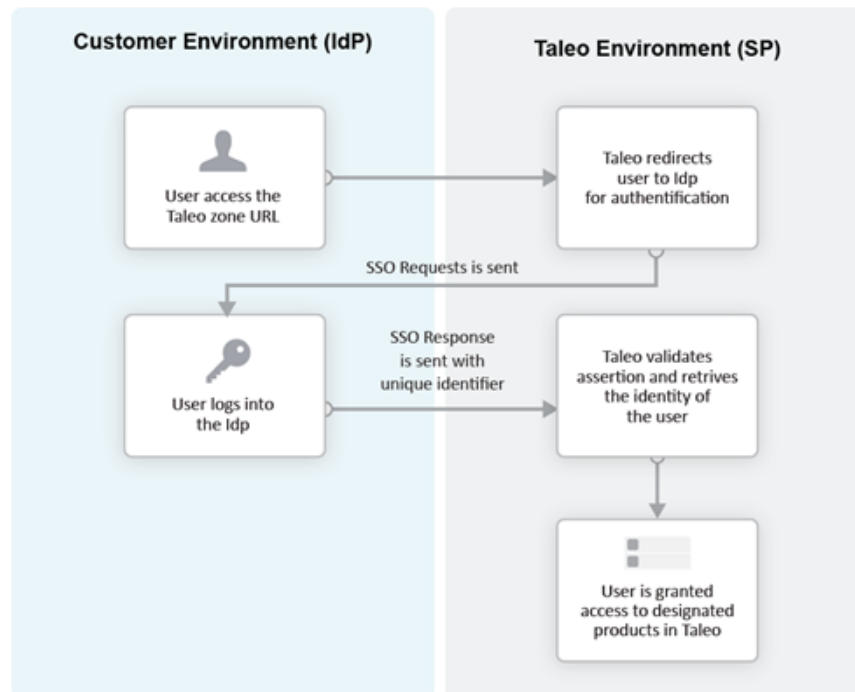 Customer Environment (IdP)
Taleo Environment (SP)
User access the
Taleo zone URL
Taleo redirects
user to Idp
for authentification
SSO Requests is sent
User logs into
the Idp
SSO Response
is sent with
unique identifier
Taleo validates
assertion and retrives
the identity of
the user
User is granted
access to designated
products in Taleo